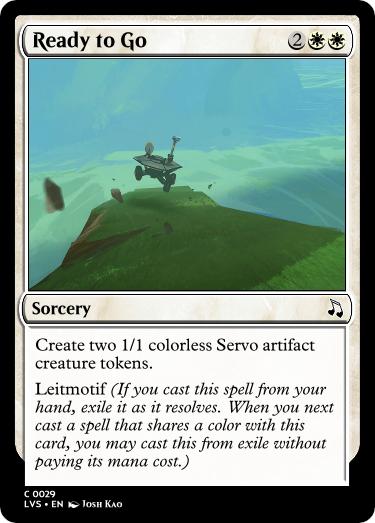 Ready to Go 2
Sorcery
Create two 1/1 colorless Servo artifact
creature tokens.
Leitmotif (If you cast this spell from your
hand, exile it as it resolves. When you next
cast a spell that shares a color with this
card, you may cast this from exile without
paying its mana cost.)
C 0029
LVS • EN Josh Kao